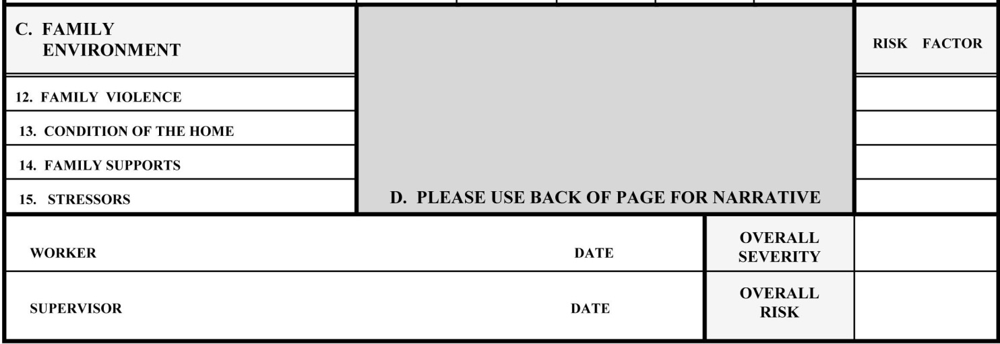 C. FAMILY
ENVIRONMENT
RISK FACTOR
12. FAMILY VIOLENCE
13. CONDITION OF THE HOME
14. FAMILY SUPPORTS
15. STRESSORS
D. PLEASE USE BACK OF PAGE FOR NARRATIVE
WORKER DATE
OVERALL
SEVERITY
SUPERVISOR DATE
OVERALL
RISK